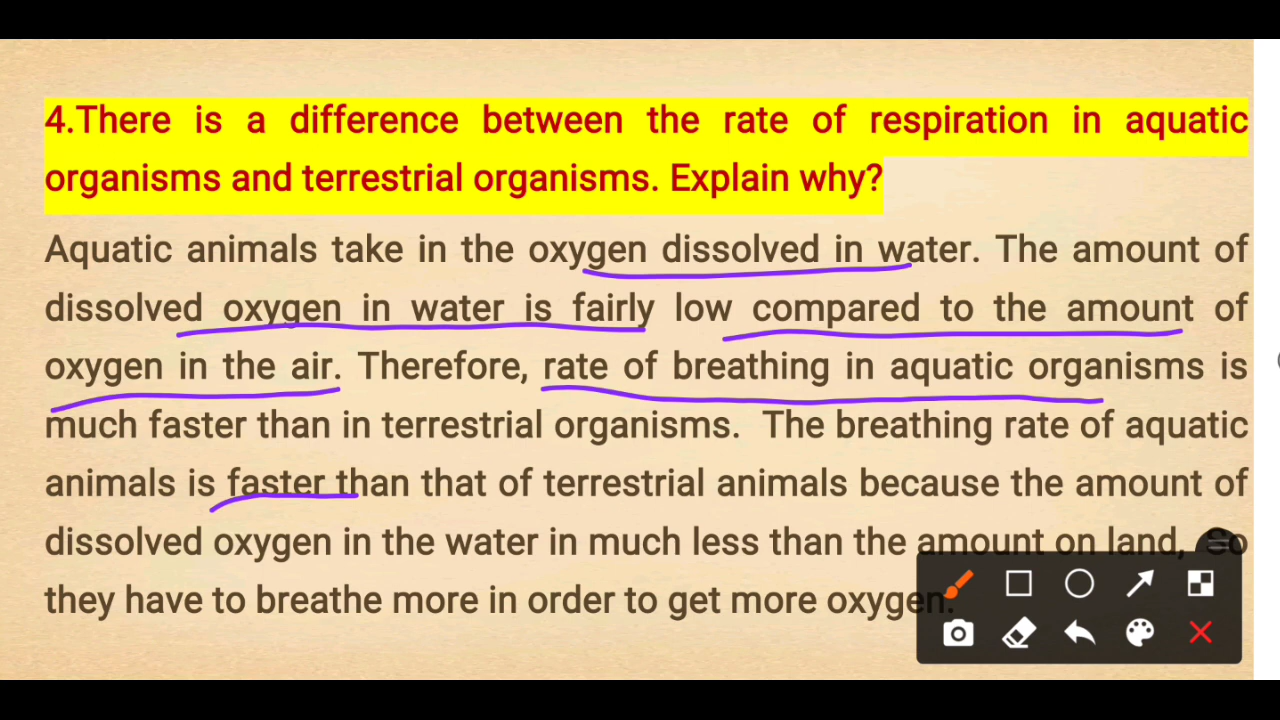 4.There is a difference between the rate of respiration in aquatic
organisms and terrestrial organisms. Explain why?
Aquatic animals take in the oxygen dissolved in water. The amount of
dissolved oxygen in water is fairly low compared to the amount of
oxygen in the air. Therefore, rate of breathing in aquatic organisms is
much faster than in terrestrial organisms. The breathing rate of aquatic
animals is faster than that of terrestrial animals because the amount of
dissolved oxygen in the water in much less than the amount on land, So
they have to breathe more in order to get more oxygen.